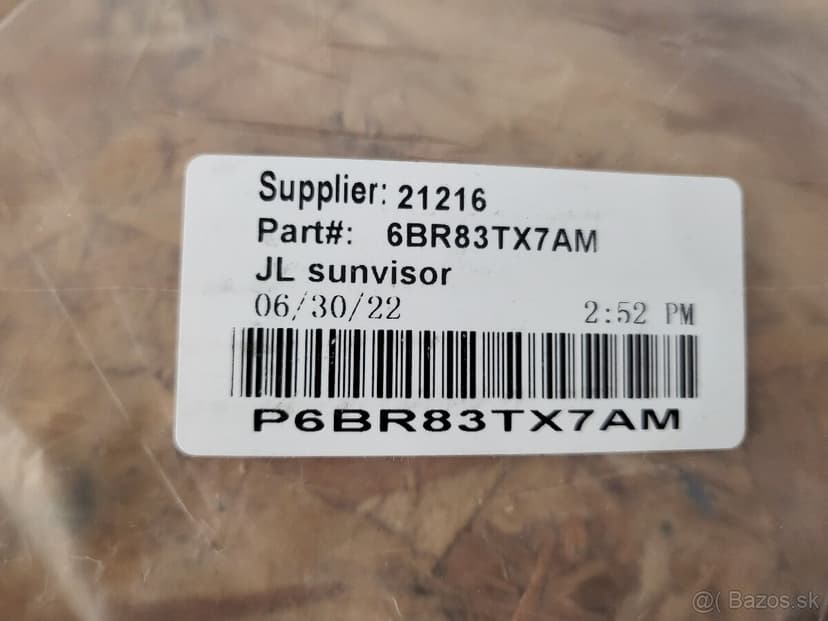 Supplier: 21216
Part#: 6BR83TX7AM
JL sunvisor
06/30/22 2:52 PM
P6BR83TX7AM
@( Bazos.sk